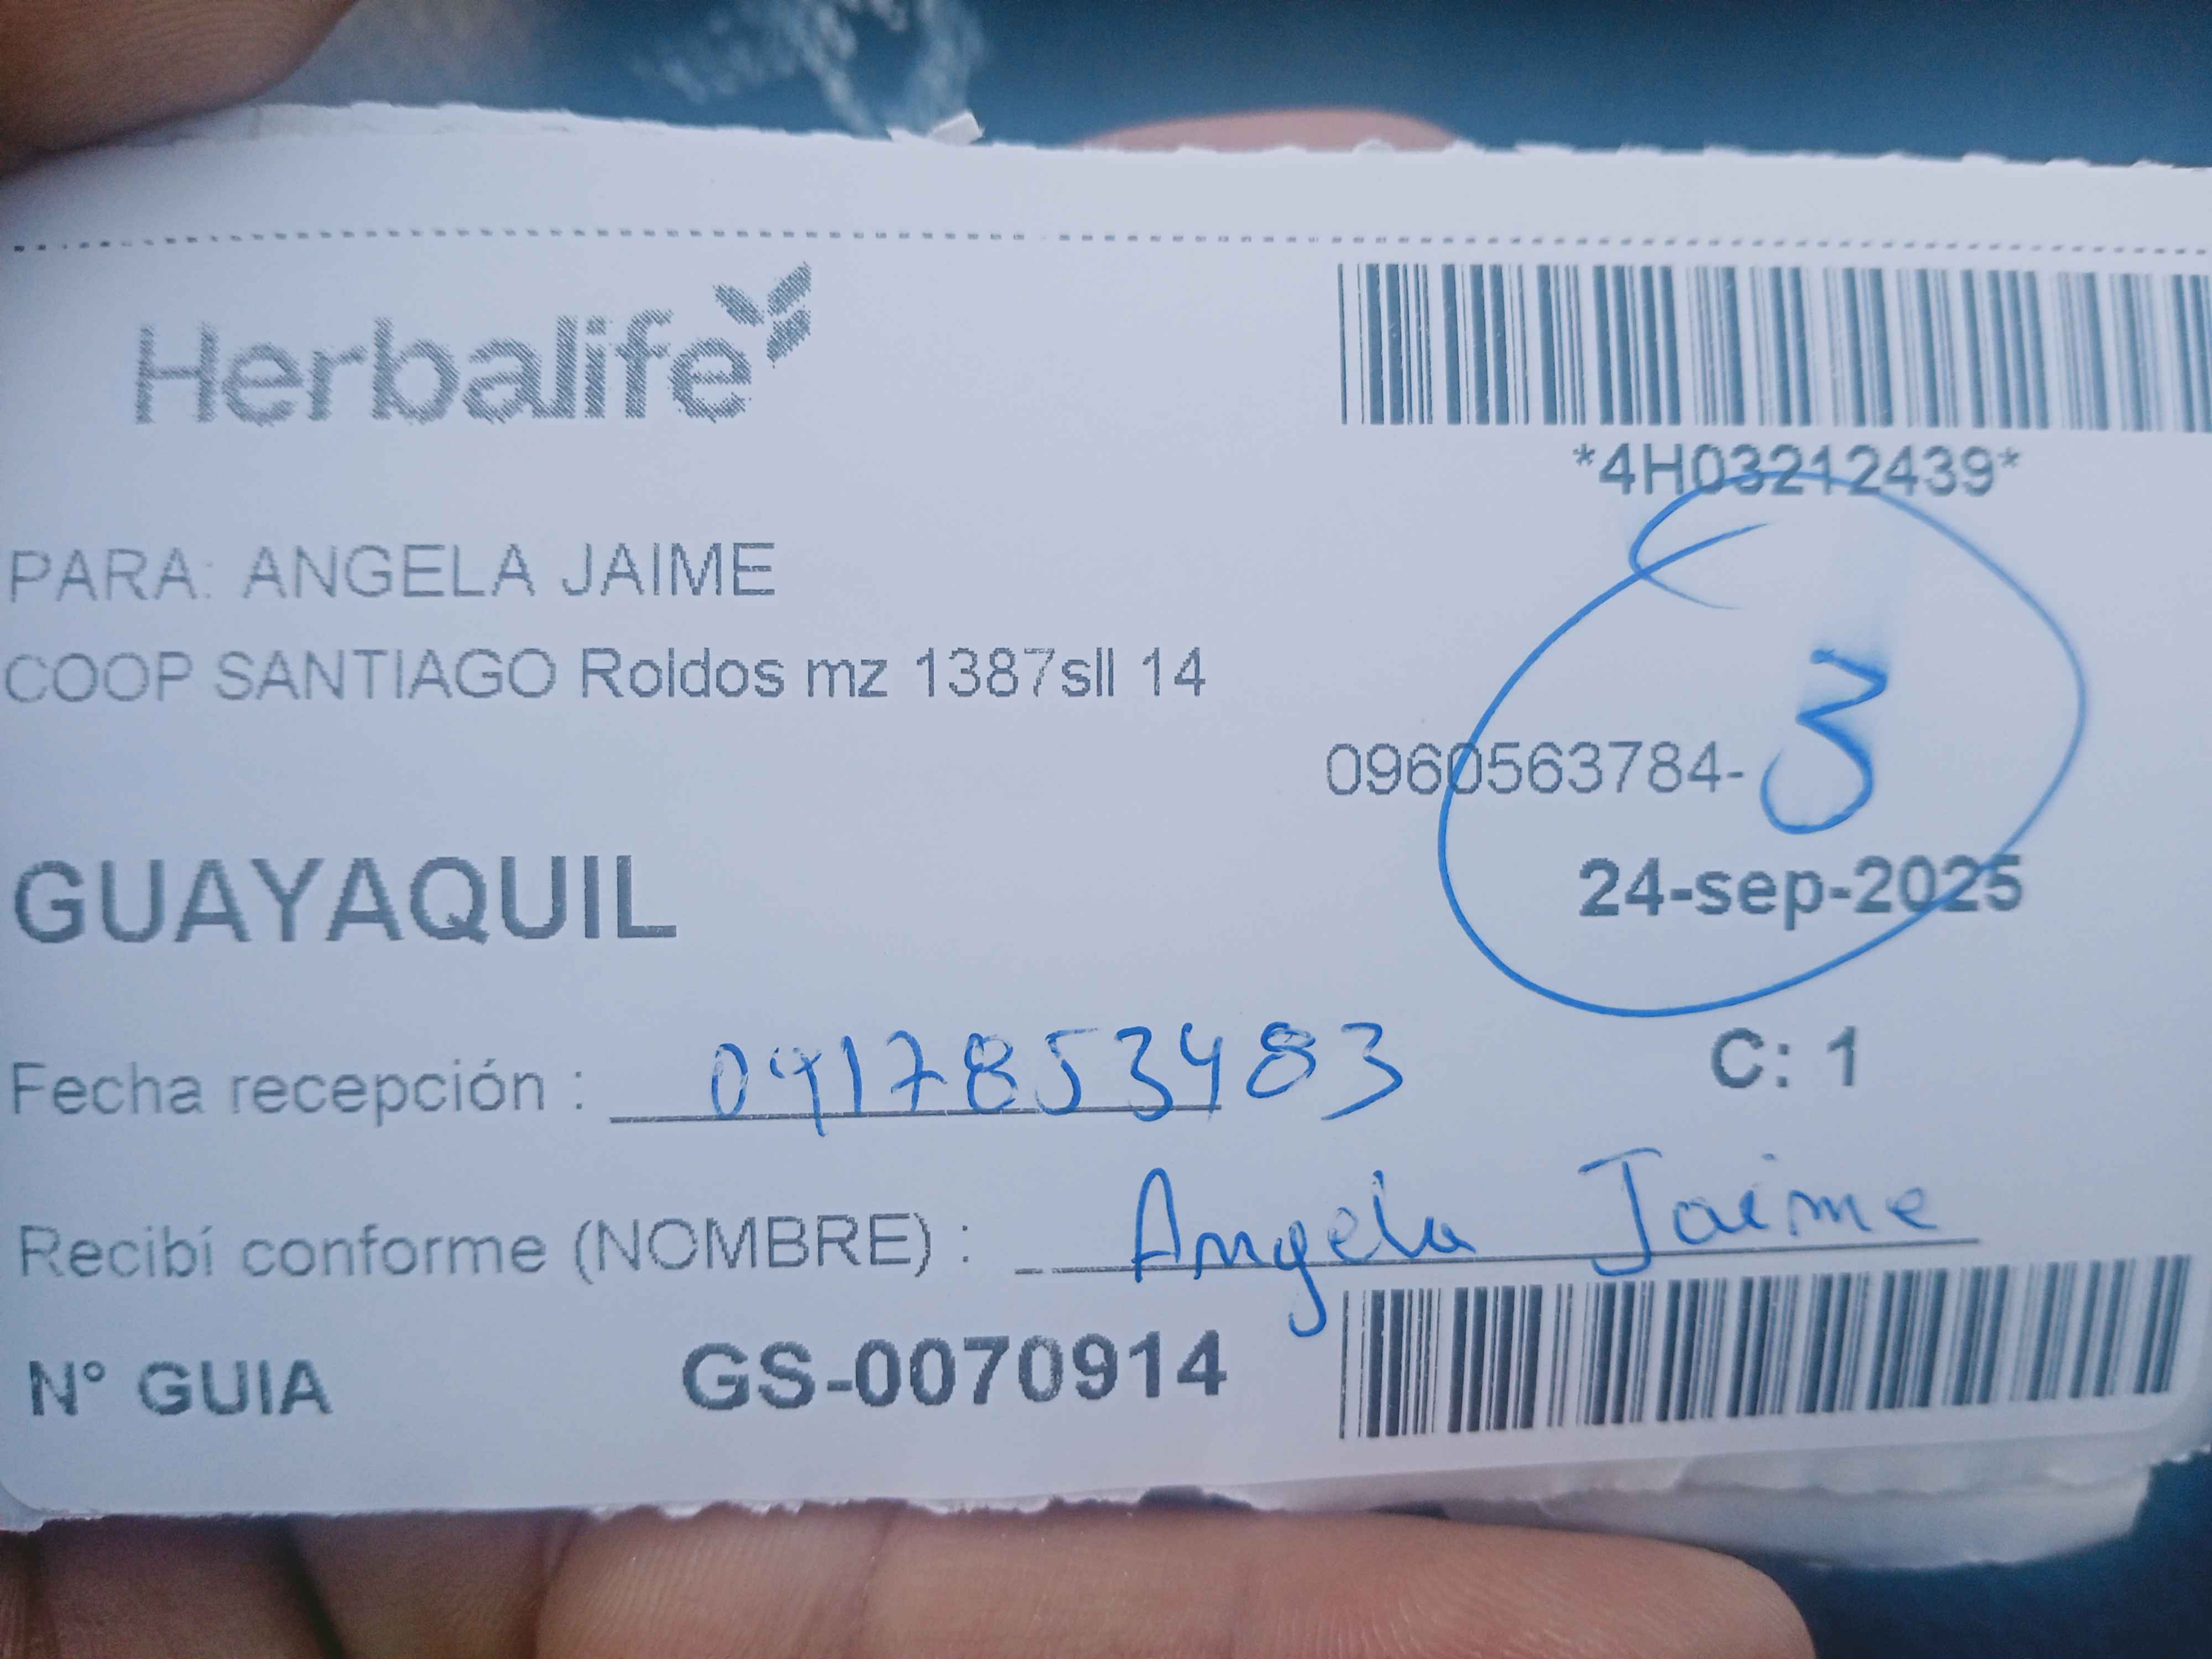 Herbalife
*4H03212439*
PARA: ANGELA JAIME
COOP SANTIAGO Roldos mz 1387sll 14
0960563784-
3
GUAYAQUIL
24-sep-2025
Fecha recepción : 0917853483
C: 1
Recibí conforme (NOMBRE) : Angela Jaime
N° GUIA GS-0070914